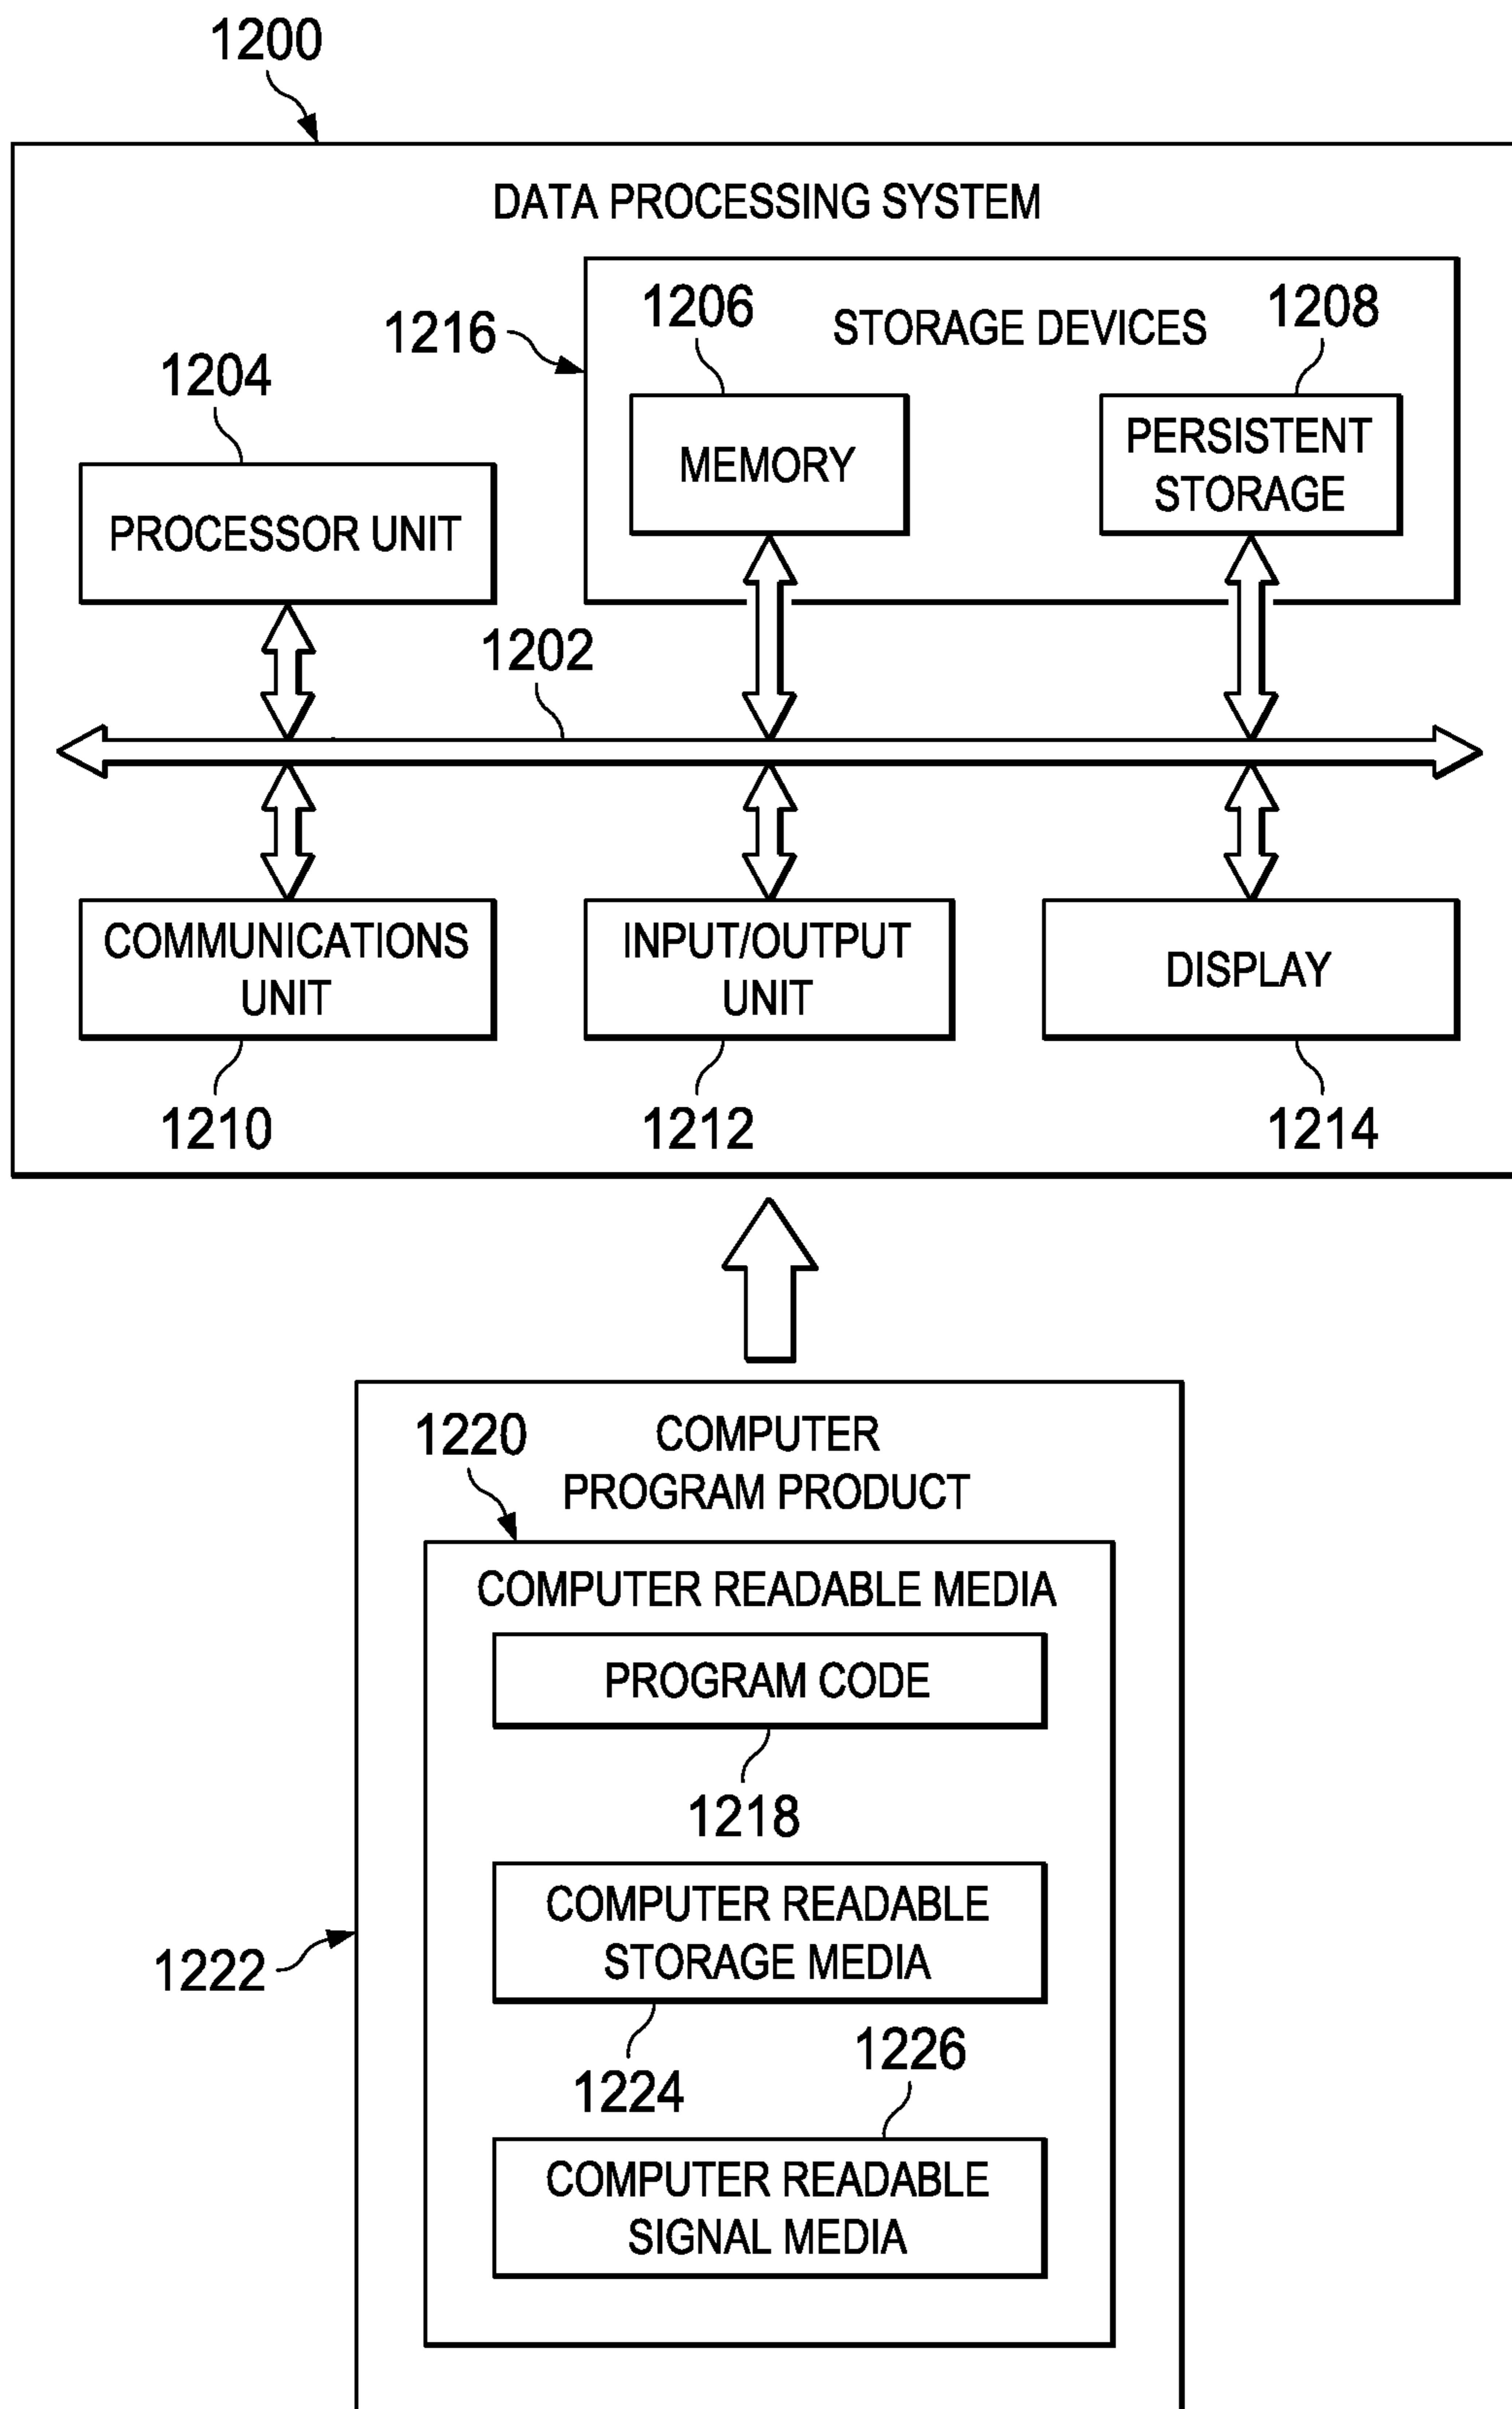 1200
DATA PROCESSING SYSTEM
1216
1206
STORAGE DEVICES
1208
1204
MEMORY
PERSISTENT
STORAGE
PROCESSOR UNIT
1202
COMMUNICATIONS
UNIT
INPUT/OUTPUT
UNIT
DISPLAY
1210
1212
1214
1220
COMPUTER
PROGRAM PRODUCT
COMPUTER READABLE MEDIA
PROGRAM CODE
1218
COMPUTER READABLE
STORAGE MEDIA
1222
1224
1226
COMPUTER READABLE
SIGNAL MEDIA